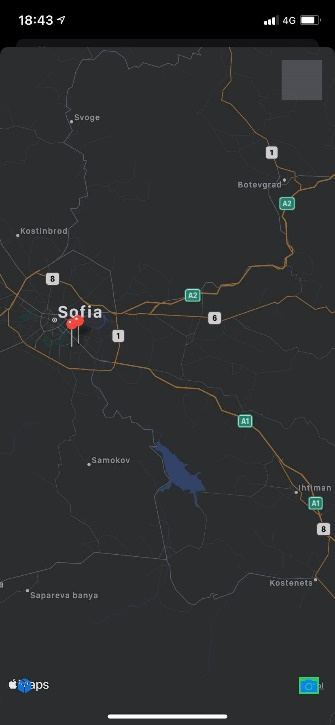 18:43
4G
Svoge
1
Botevgrad
A2
Kostinbrod
8
A2
Sofia
6
1
A1
Samokov
Ihtiman
A1
8
Kostenets
Sapareva banya